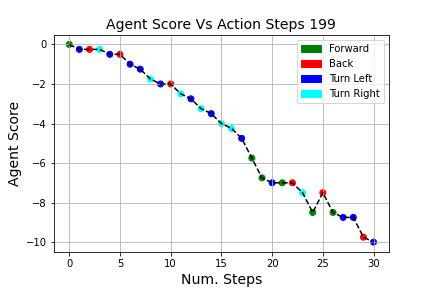 Agent Score Vs Action Steps 199
Agent Score
0
−2
−4
−6
−8
−10
Forward
Back
Turn Left
Turn Right
0 5 10 15 20 25 30
Num. Steps